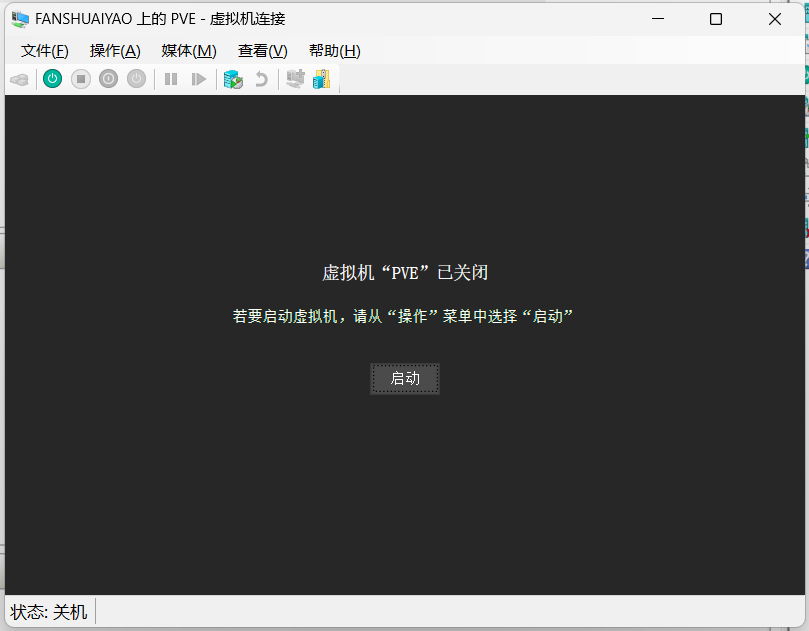 FANSHUAIYAO 上的 PVE - 虚拟机连接
文件(F) 操作(A) 媒体(M) 查看(V) 帮助(H)
虚拟机“PVE”已关闭
若要启动虚拟机，请从“操作”菜单中选择“启动”
启动
状态: 关机